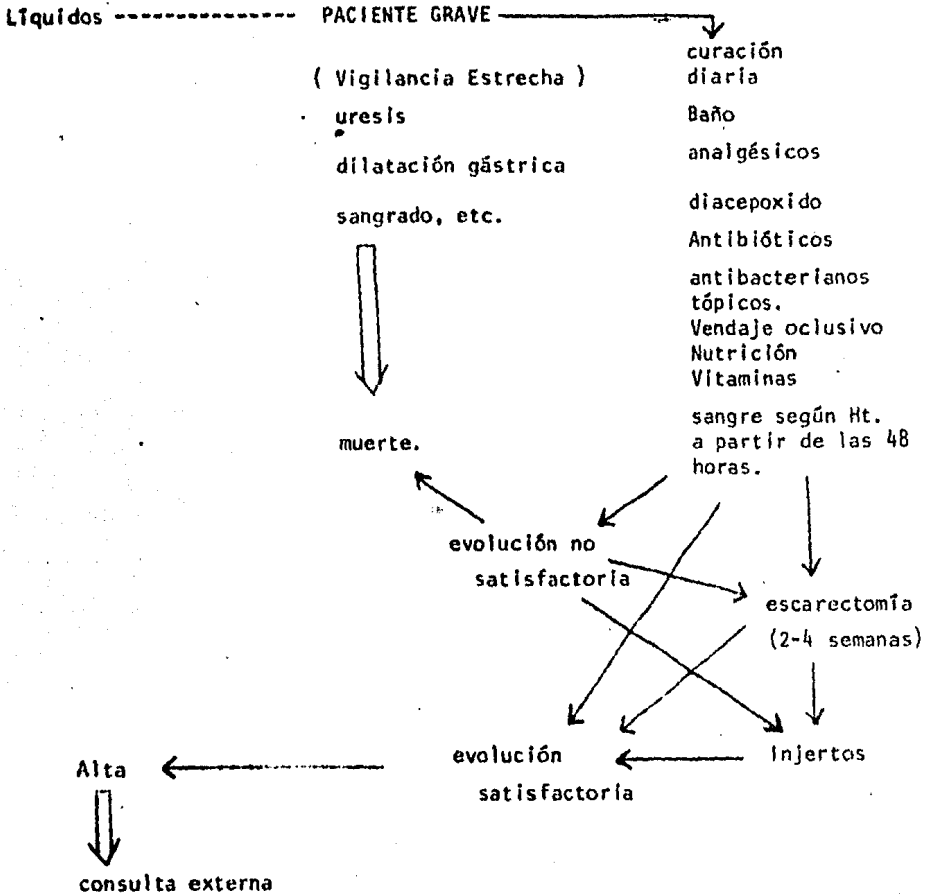 Líquidos -------------- PACIENTE GRAVE
curación
diaria
( Vigilancia Estrecha )
uresis
Baño
dilatación gástrica
analgésicos
sangrado, etc.
diacepoxido
Antibióticos
antibacterianos
tópicos.
Vendaje oclusivo
Nutrición
Vitaminas
muerte.
sangre según Ht.
a partir de las 48
horas.
evolución no
satisfactoria
escarectomía
(2-4 semanas)
Alta
evolución
satisfactoria
Injertos
consulta externa